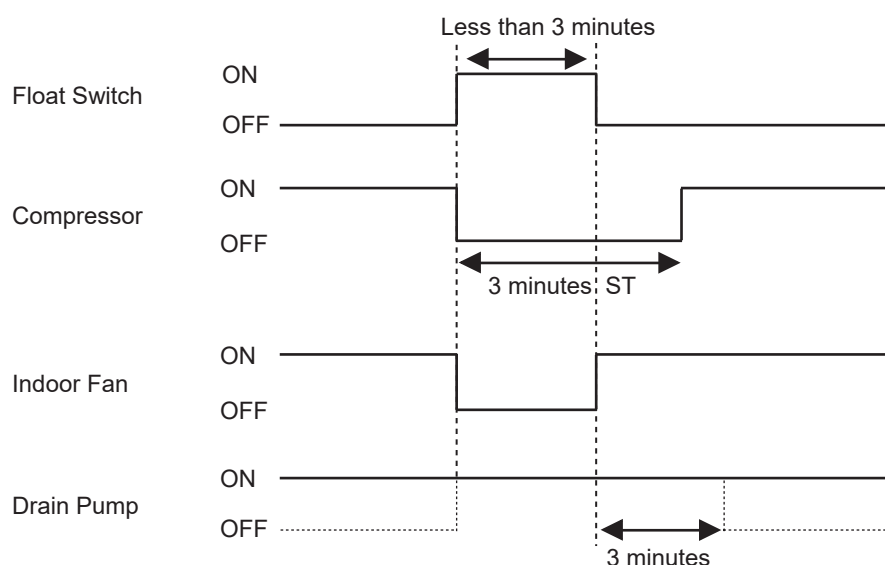 Less than 3 minutes
ON
Float Switch
OFF
ON
Compressor
OFF
3 minutes ST
ON
Indoor Fan
OFF
ON
Drain Pump
OFF
3 minutes